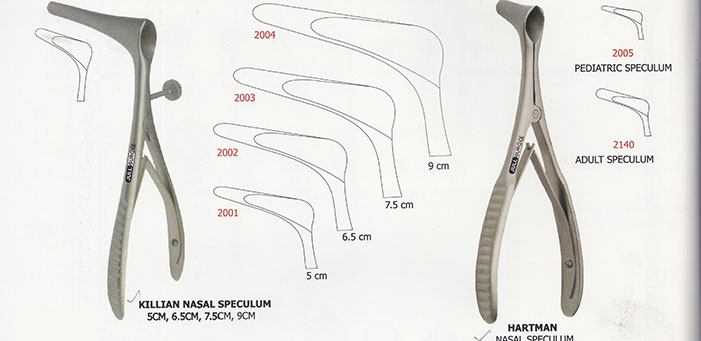 2004
2003
2002
2001
9 cm
7.5 cm
6.5 cm
5 cm
KILLIAN NASAL SPECULUM
5CM, 6.5CM, 7.5CM, 9CM
HARTMAN
NASAL SPECULUM
2005
PEDIATRIC SPECULUM
2140
ADULT SPECULUM